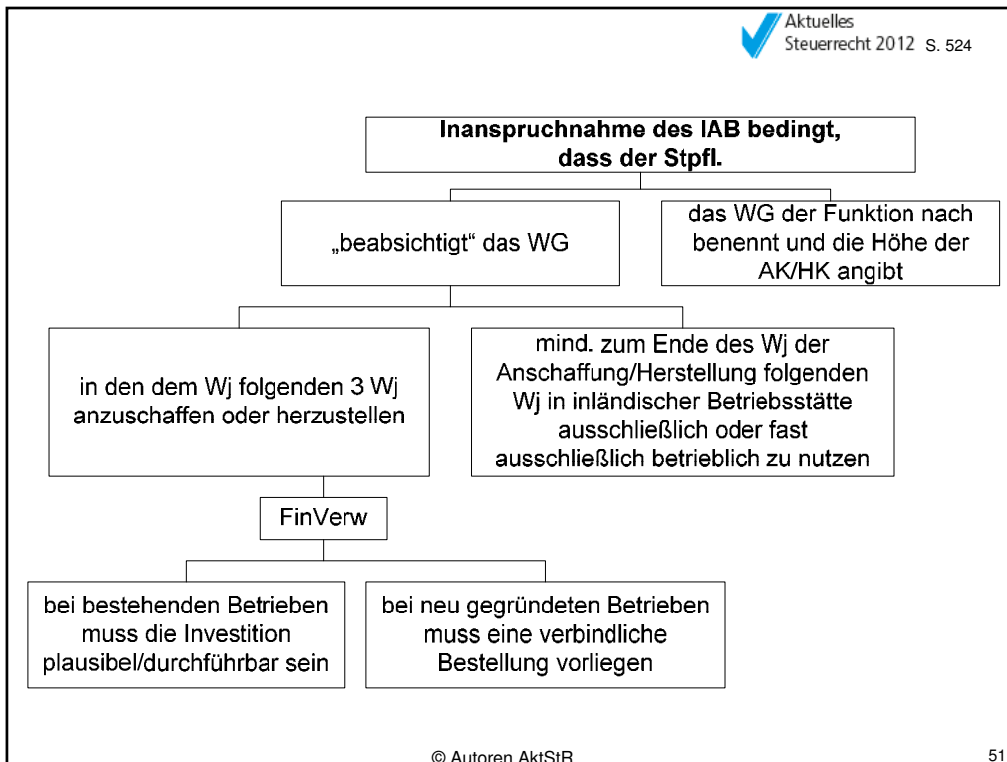 Aktuelles
Steuerrecht 2012 S. 524
Inanspruchnahme des IAB bedingt,
dass der Stpfl.
„beabsichtigt“ das WG
das WG der Funktion nach
benennt und die Höhe der
AK/HK angibt
in den dem Wj folgenden 3 Wj
anzuschaffen oder herzustellen
mind. zum Ende des Wj der
Anschaffung/Herstellung folgenden
Wj in inländischer Betriebsstätte
ausschließlich oder fast
ausschließlich betrieblich zu nutzen
FinVerw
bei bestehenden Betrieben
muss die Investition
plausibel/durchführbar sein
bei neu gegründeten Betrieben
muss eine verbindliche
Bestellung vorliegen
© Autoren AktStR
51